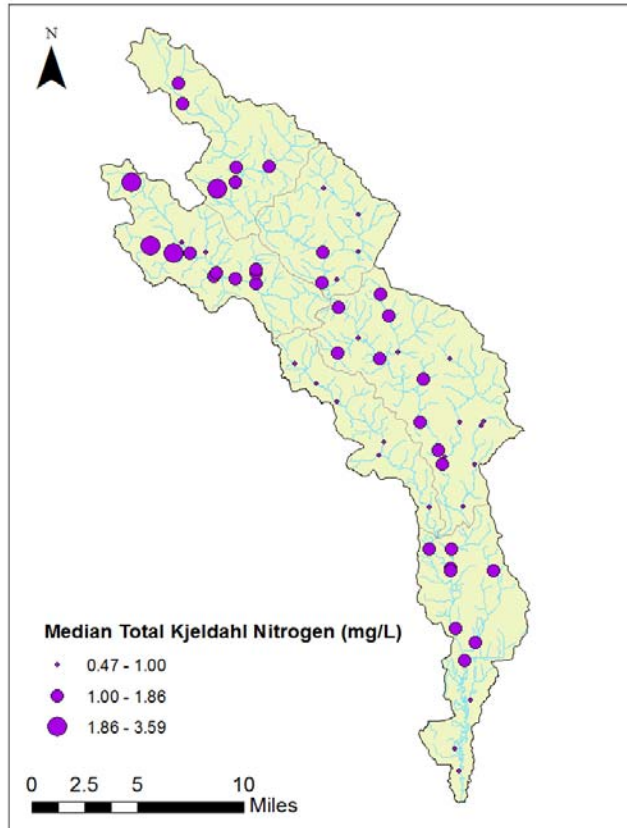 N
Median Total Kjeldahl Nitrogen (mg/L)
0.47 - 1.00
1.00 - 1.86
1.86 - 3.59
0 2.5 5 10
Miles